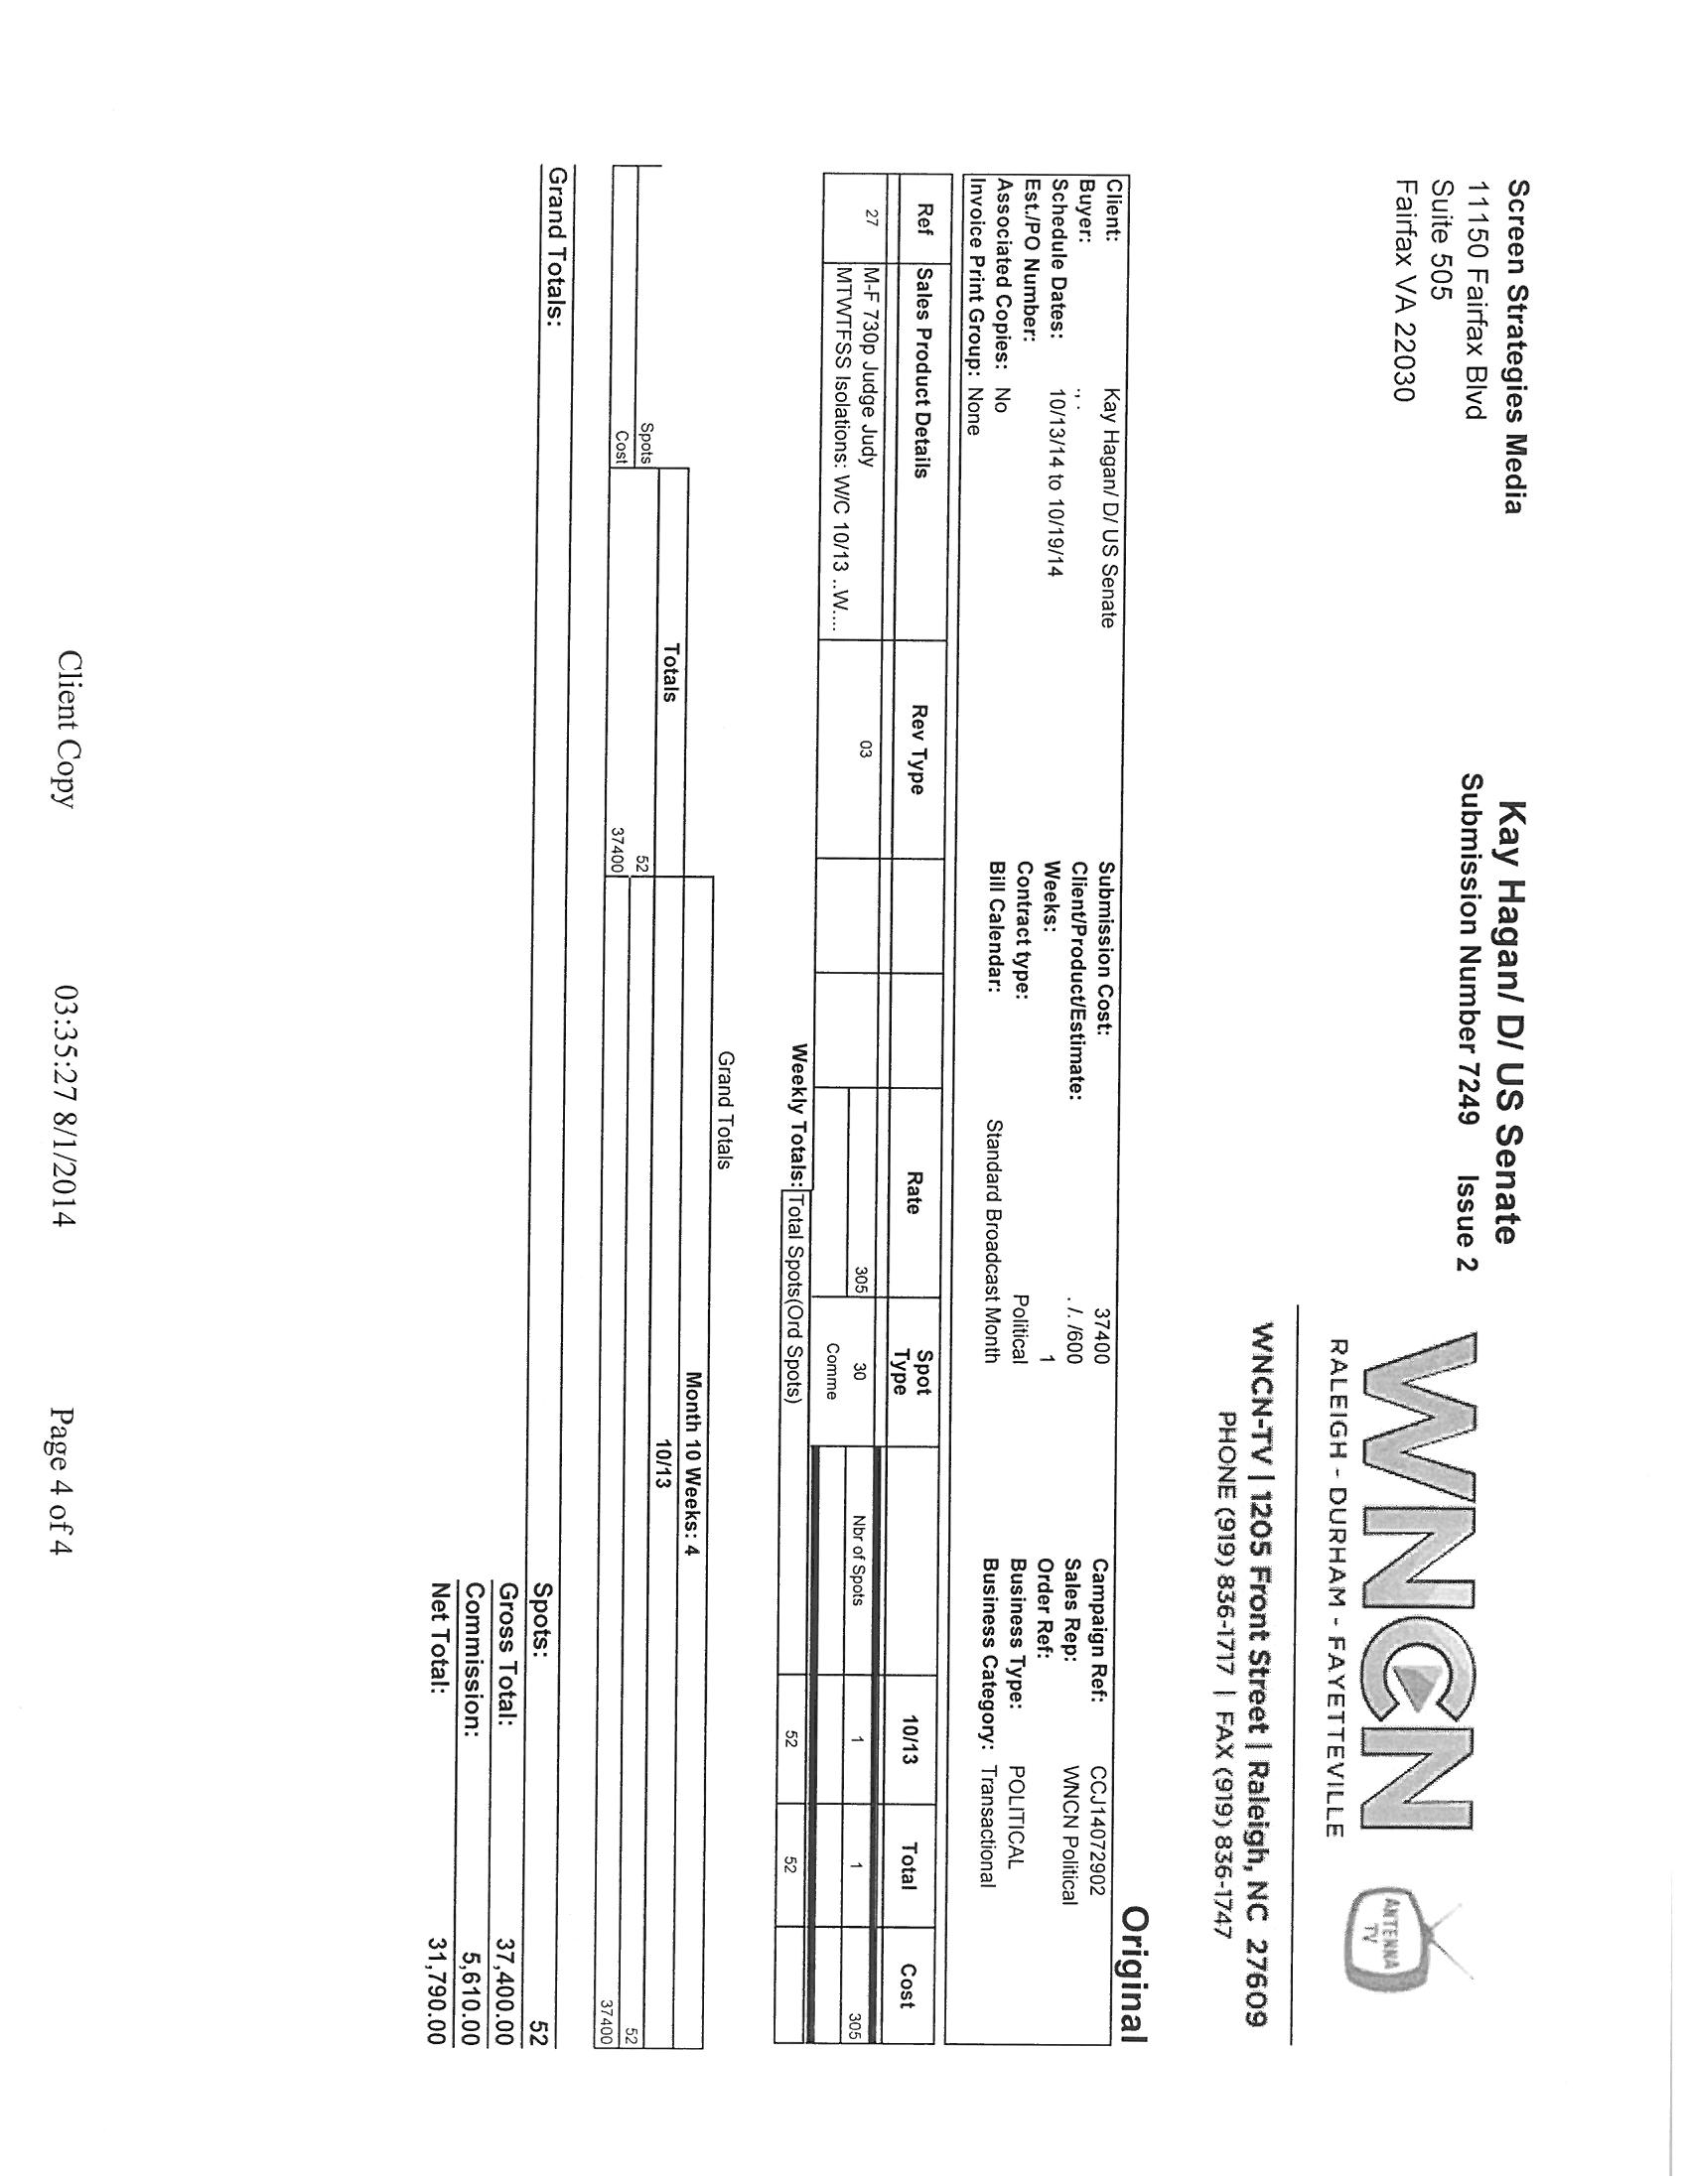 Screen Strategies Media
11150 Fairfax Blvd
Suite 505
Fairfax VA 22030
Kay Hagan/ D/ US Senate
Submission Number 7249 Issue 2
WNCN
RALEIGH - DURHAM - FAYETTEVILLE
ANTENNA
TV
WNCN-TV | 1205 Front Street | Raleigh, NC 27609
PHONE (919) 836-1717 | FAX (919) 836-1747
Original
Client: Kay Hagan/ D/ US Senate Submission Cost: 37400 Campaign Ref: CCJ14072902
Buyer: ., . Client/Product/Estimate: . /. /600 Sales Rep: WNCN Political
Schedule Dates: 10/13/14 to 10/19/14 Weeks: 1 Order Ref:
Est./PO Number: Contract type: Political Business Type: POLITICAL
Associated Copies: No Bill Calendar: Standard Broadcast Month Business Category: Transactional
Invoice Print Group: None
Ref Sales Product Details Rev Type Rate Spot Type 10/13 Total Cost
27 M-F 730p Judge Judy 03 305 30 Nbr of Spots 1 1 305
MTWTFSS Isolations: W/C 10/13 ..W.... Comme
Weekly Totals: Total Spots(Ord Spots) 52 52
Grand Totals
Month 10 Weeks: 4
Totals 10/13
Spots 52 52
Cost 37400 37400
Grand Totals: Spots: 52
Gross Total: 37,400.00
Commission: 5,610.00
Net Total: 31,790.00
Client Copy 03:35:27 8/1/2014 Page 4 of 4